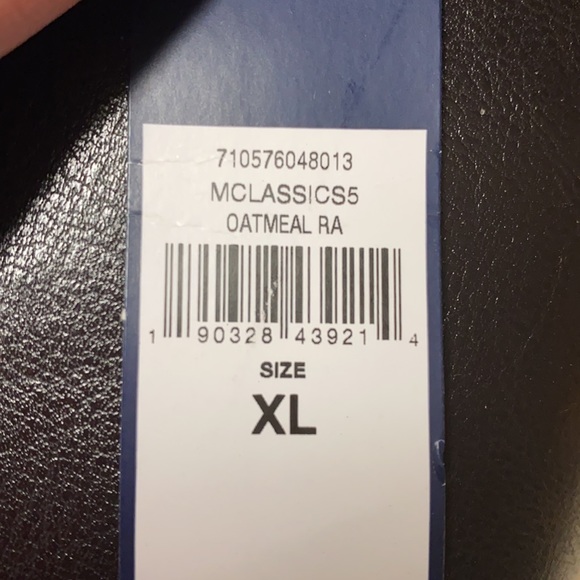 710576048013
MCLASSICS5
OATMEAL RA
1 90328 43921 4
SIZE
XL